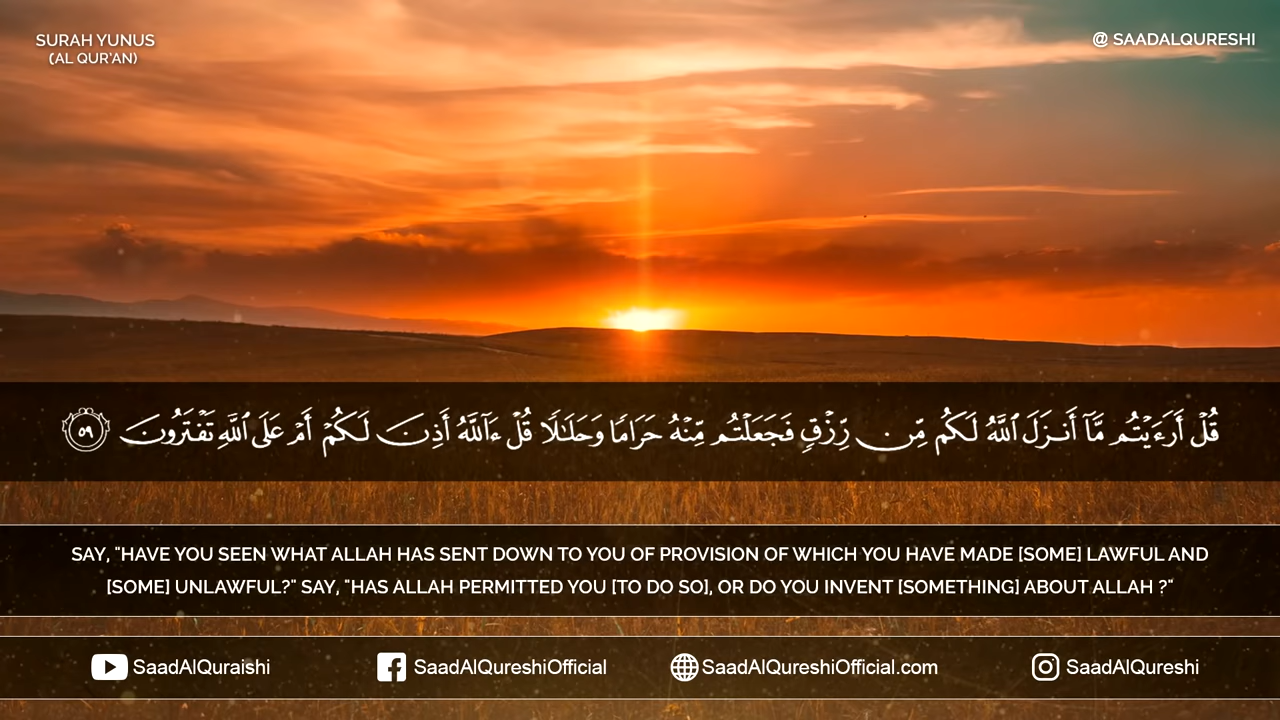 SURAH YUNUS
(AL QUR'AN)
@ SAADALQURESHI
قُلْ أَرَءَيْتُم مَّآ أَنزَلَ ٱللَّهُ لَكُم مِّن رِّزْقٍ فَجَعَلْتُم مِّنْهُ حَرَامًا وَحَلَٰلًا قُلْ ءَآللَّهُ أَذِنَ لَكُمْ أَمْ عَلَى ٱللَّهِ تَفْتَرُونَ ٥٩
SAY, "HAVE YOU SEEN WHAT ALLAH HAS SENT DOWN TO YOU OF PROVISION OF WHICH YOU HAVE MADE [SOME] LAWFUL AND
[SOME] UNLAWFUL?" SAY, "HAS ALLAH PERMITTED YOU [TO DO SO], OR DO YOU INVENT [SOMETHING] ABOUT ALLAH ?"
SaadAlQuraishi SaadAlQureshiOfficial SaadAlQureshiOfficial.com SaadAlQureshi